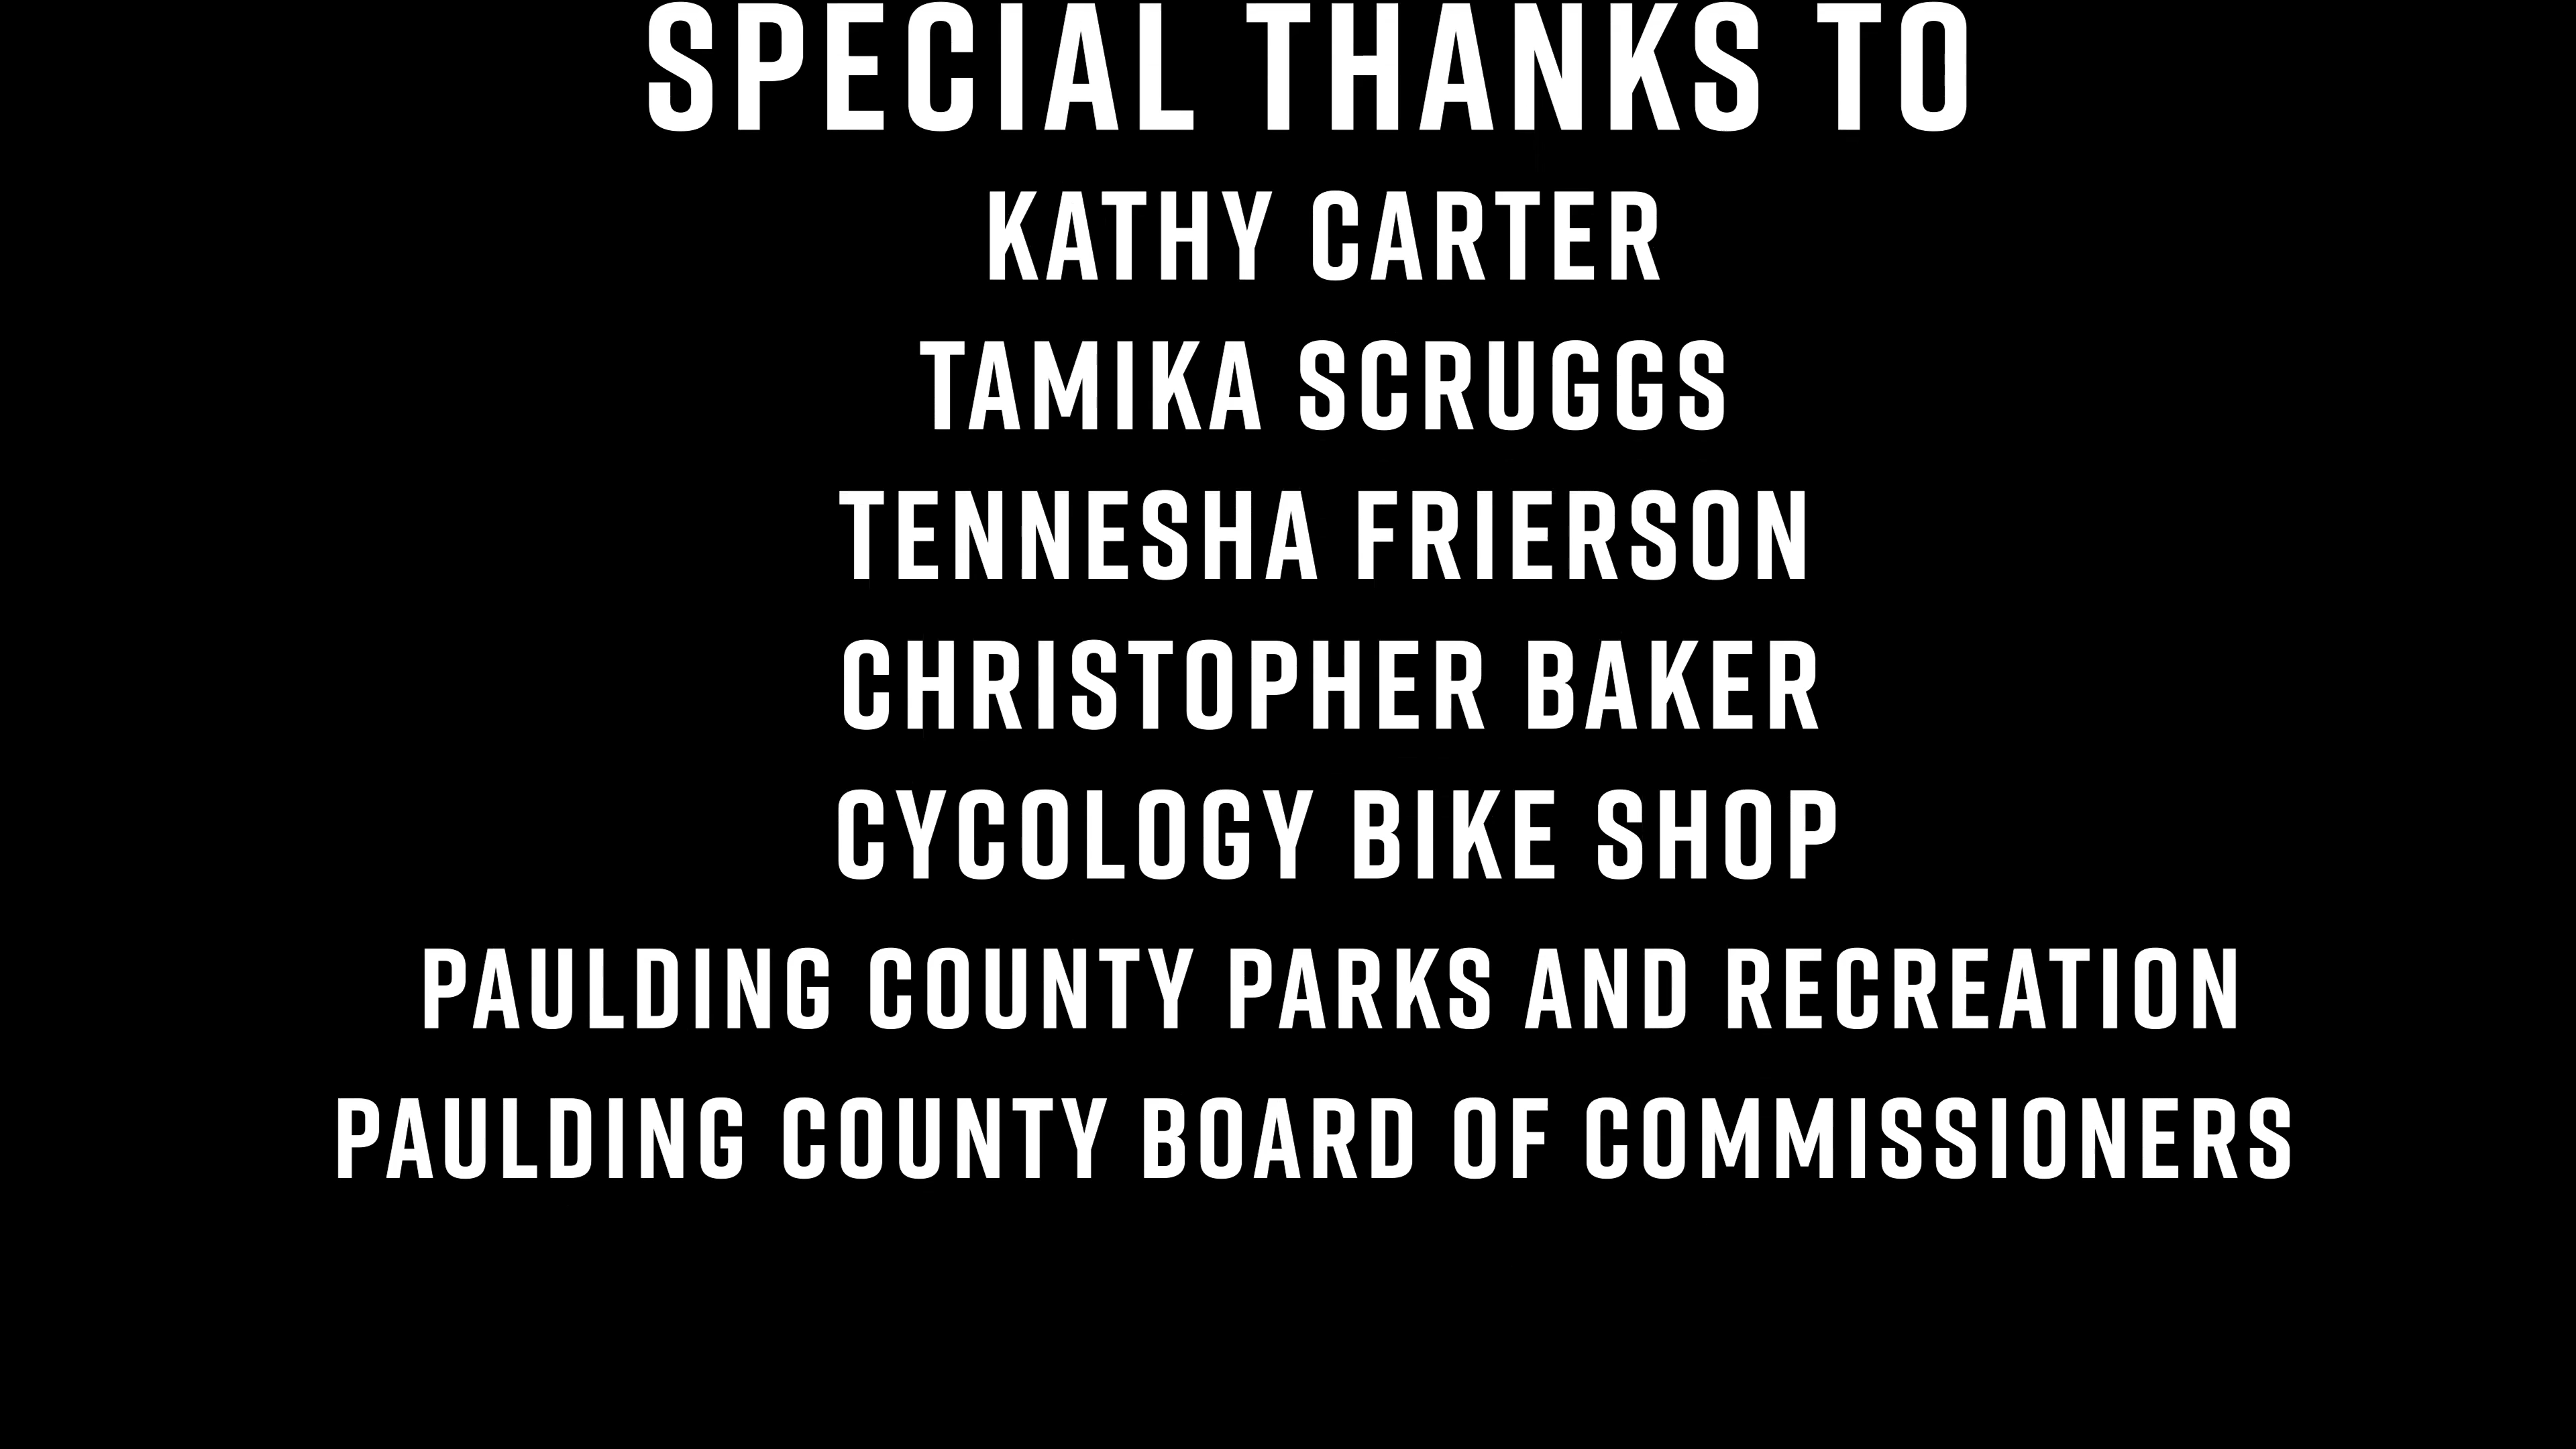 SPECIAL THANKS TO
KATHY CARTER
TAMIKA SCRUGGS
TENNESHA FRIERSON
CHRISTOPHER BAKER
CYCOLOGY BIKE SHOP
PAULDING COUNTY PARKS AND RECREATION
PAULDING COUNTY BOARD OF COMMISSIONERS